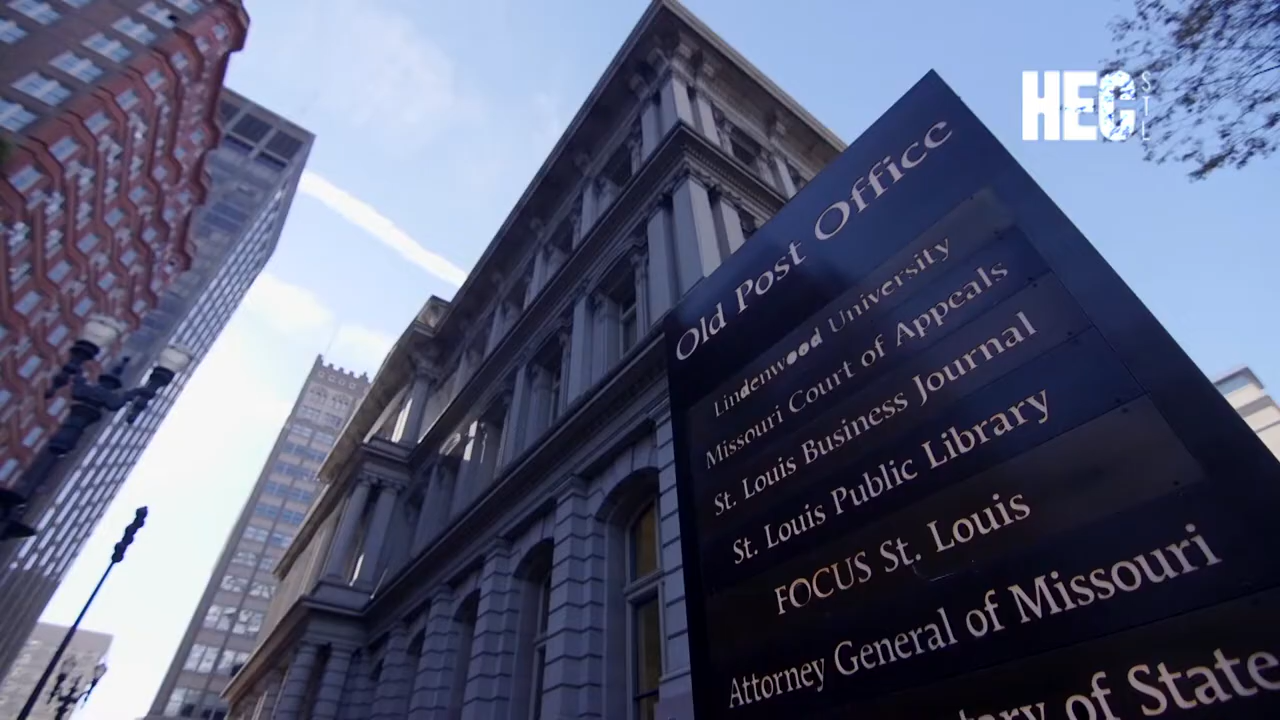 HEC
STL
Old Post Office
Lindenwood University
Missouri Court of Appeals
St. Louis Business Journal
St. Louis Public Library
FOCUS St. Louis
Attorney General of Missouri
of State